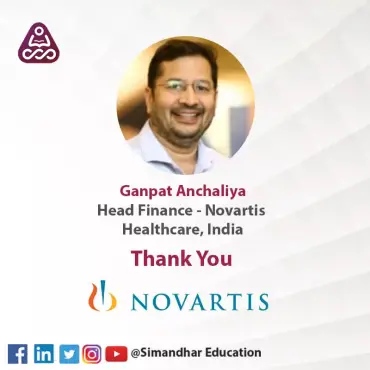 Ganpat Anchaliya
Head Finance - Novartis
Healthcare, India
Thank You
NOVARTIS
@Simandhar Education